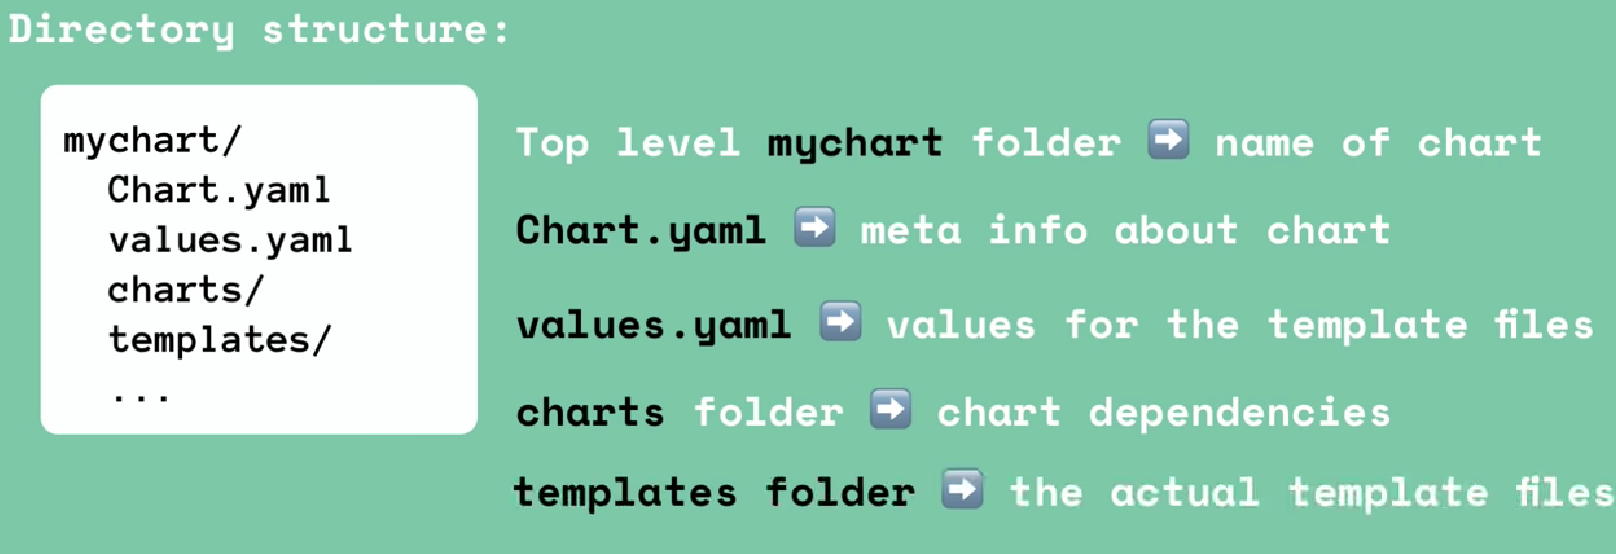 Directory structure:
mychart/
Chart.yaml
values.yaml
charts/
templates/
...
Top level mychart folder ➡️ name of chart
Chart.yaml ➡️ meta info about chart
values.yaml ➡️ values for the template files
charts folder ➡️ chart dependencies
templates folder ➡️ the actual template files